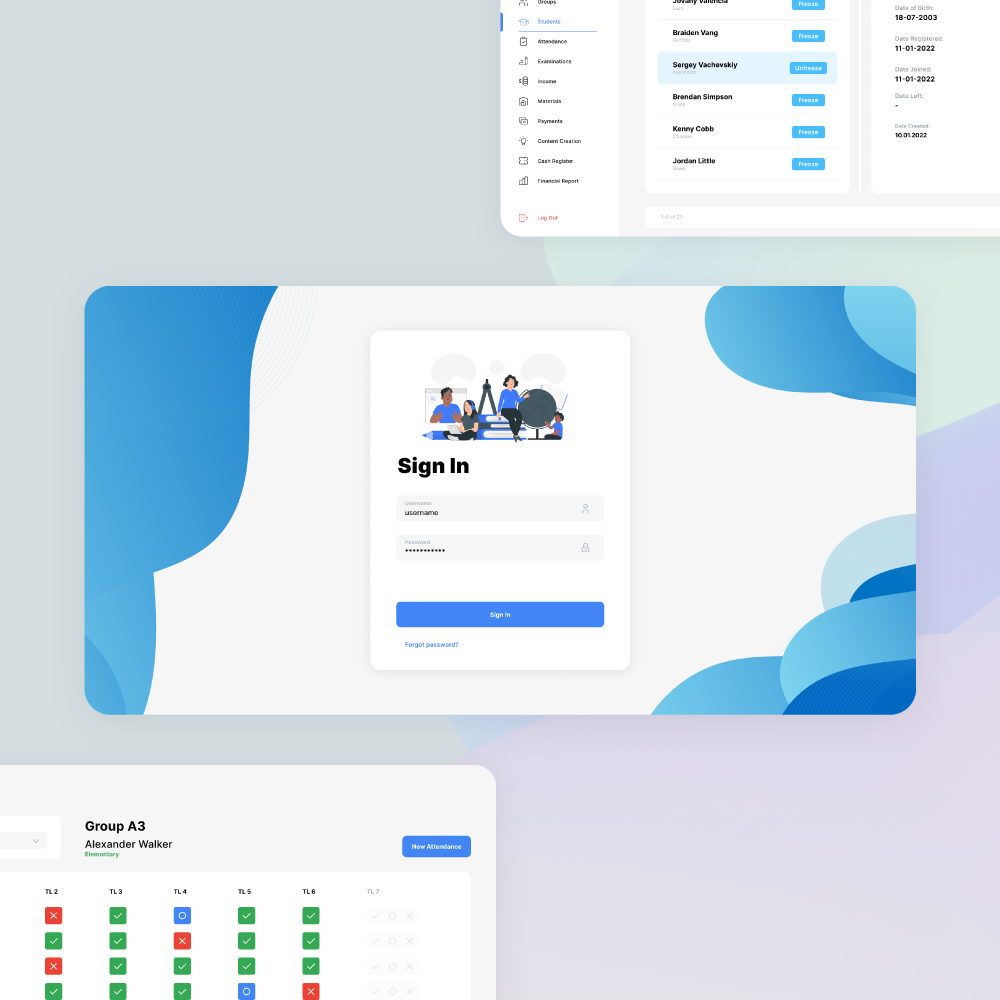 Groups
Students
Attendance
Examinations
Income
Materials
Payments
Content Creation
Cash Register
Financial Report
Log Out
Jovany Valencia
Freeze
Braiden Vang
Griffith
Freeze
Sergey Vachevskiy
Ivanovich
Unfreeze
Brendan Simpson
Freeze
Kenny Cobb
Charles
Freeze
Jordan Little
Freeze
1-6 of 25
Date of Birth:
18-07-2003
Date Registered:
11-01-2022
Date Joined:
11-01-2022
Date Left:
-
Date Created:
10.01.2022
Sign In
Username
username
Password
•••••••••••
Sign in
Forgot password?
Group A3
Alexander Walker
Elementary
New Attendance
TL 2 TL 3 TL 4 TL 5 TL 6 TL 7